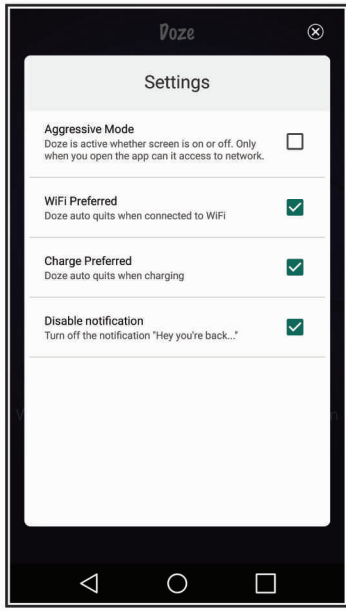 Doze
Settings
Aggressive Mode
Doze is active whether screen is on or off. Only
when you open the app can it access to network.
WiFi Preferred
Doze auto quits when connected to WiFi
Charge Preferred
Doze auto quits when charging
Disable notification
Turn off the notification "Hey you're back..."